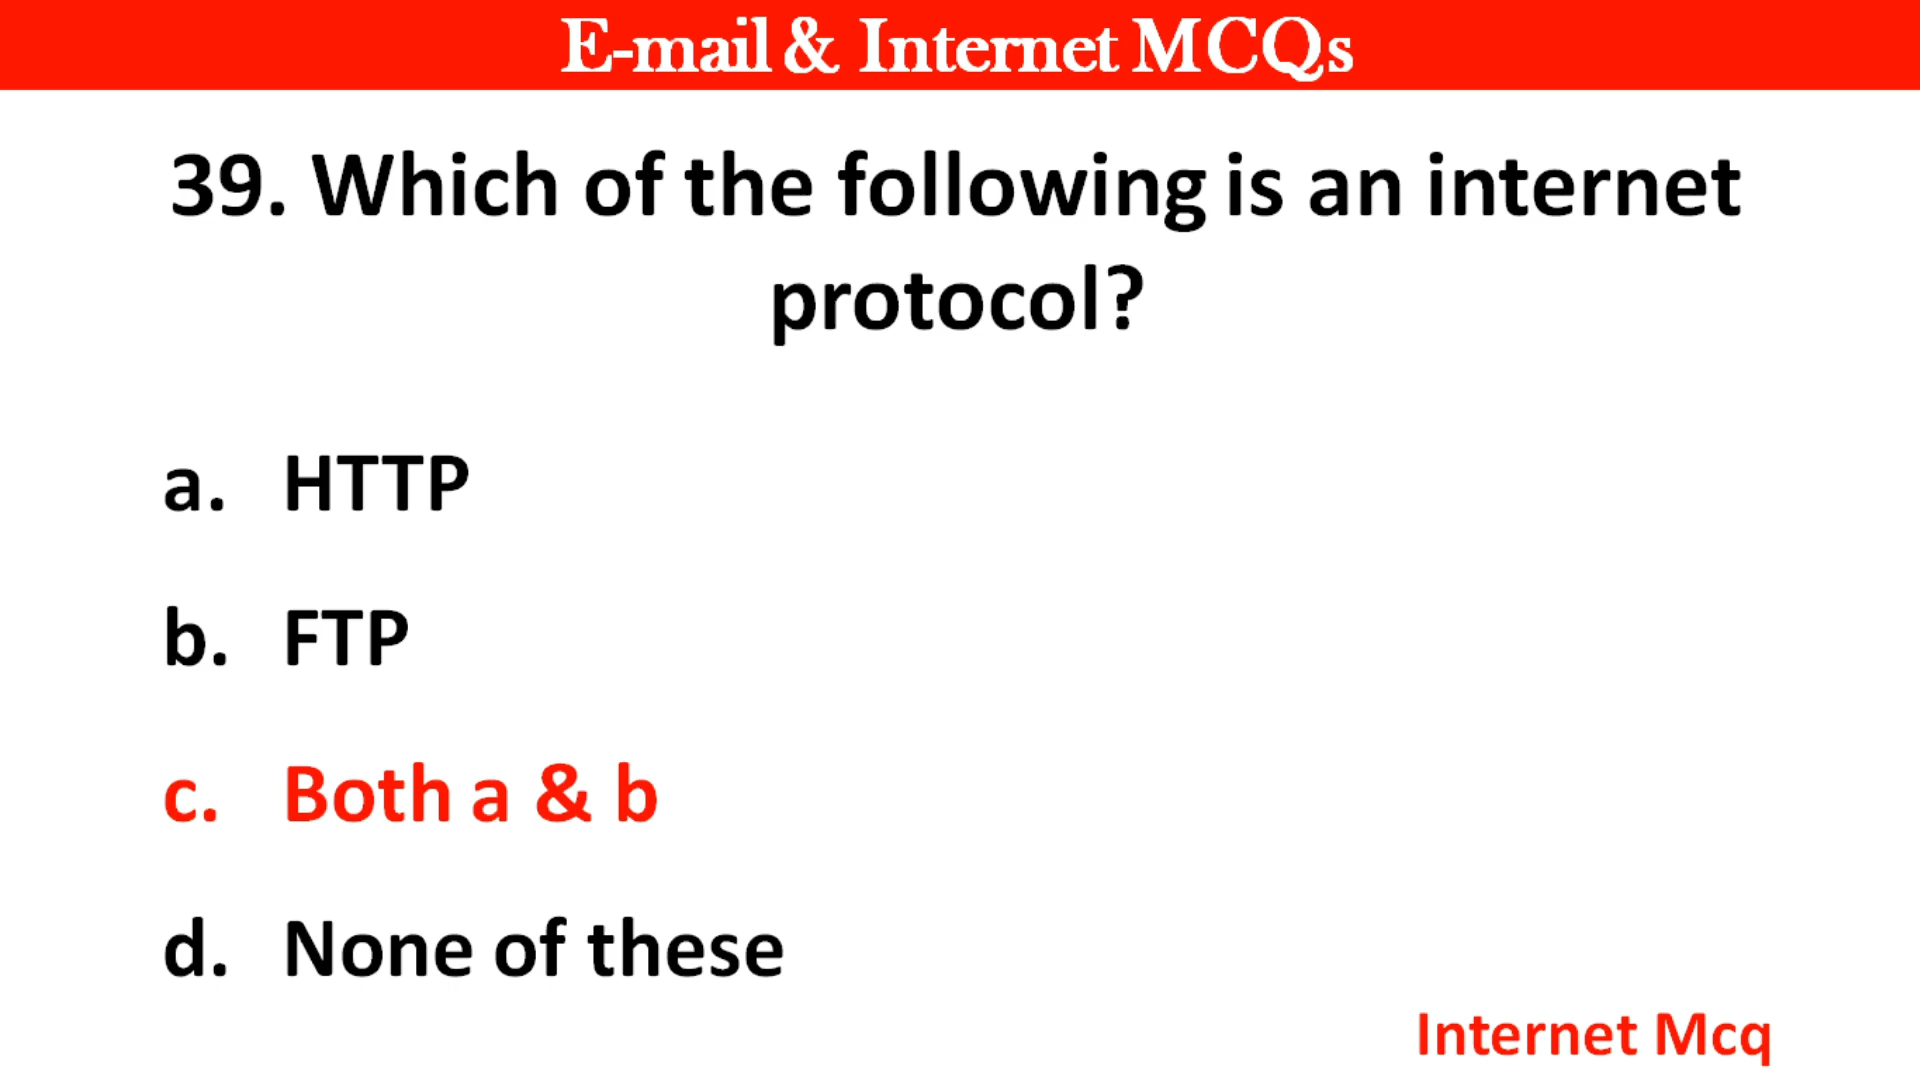 E-mail & Internet MCQs
39. Which of the following is an internet
protocol?
a. HTTP
b. FTP
c. Both a & b
d. None of these
Internet Mcq